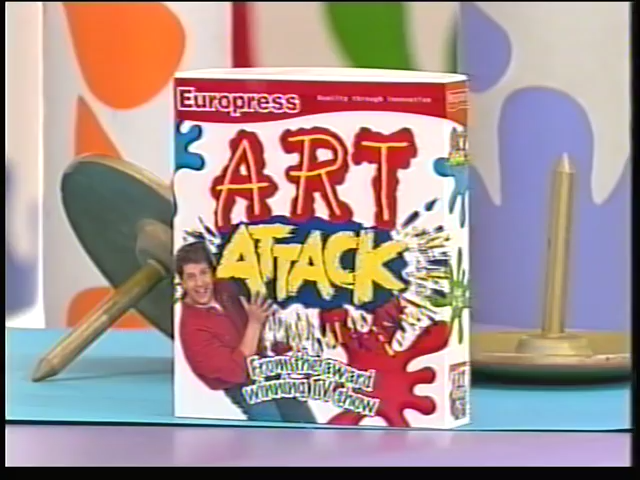 Europress
Quality through innovation
ART
ATTACK
From the award
winning TV show